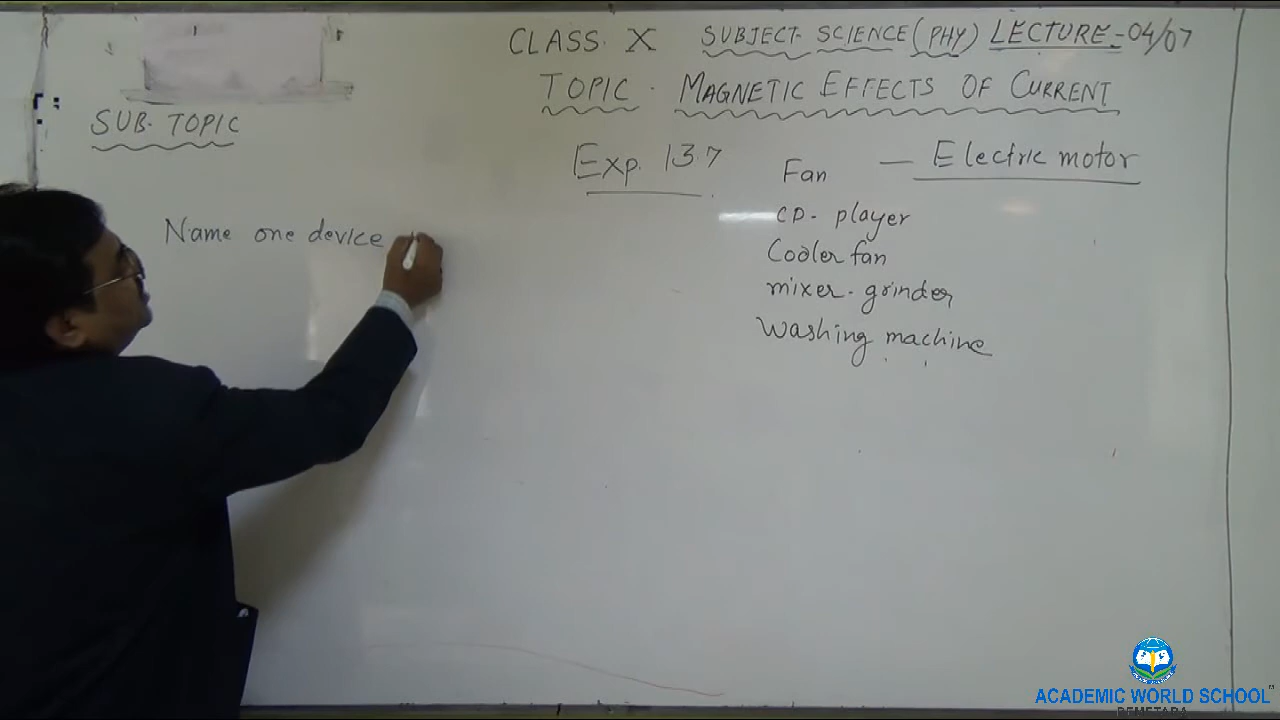 CLASS. X SUBJECT- SCIENCE (PHY) LECTURE-04/07
TOPIC. MAGNETIC EFFECTS OF CURRENT
SUB. TOPIC
Exp. 13.7
Fan — Electric motor
CD- player
Cooler fan
mixer-grinder
Washing machine
Name one device
ACADEMIC WORLD SCHOOL
BEMETARA